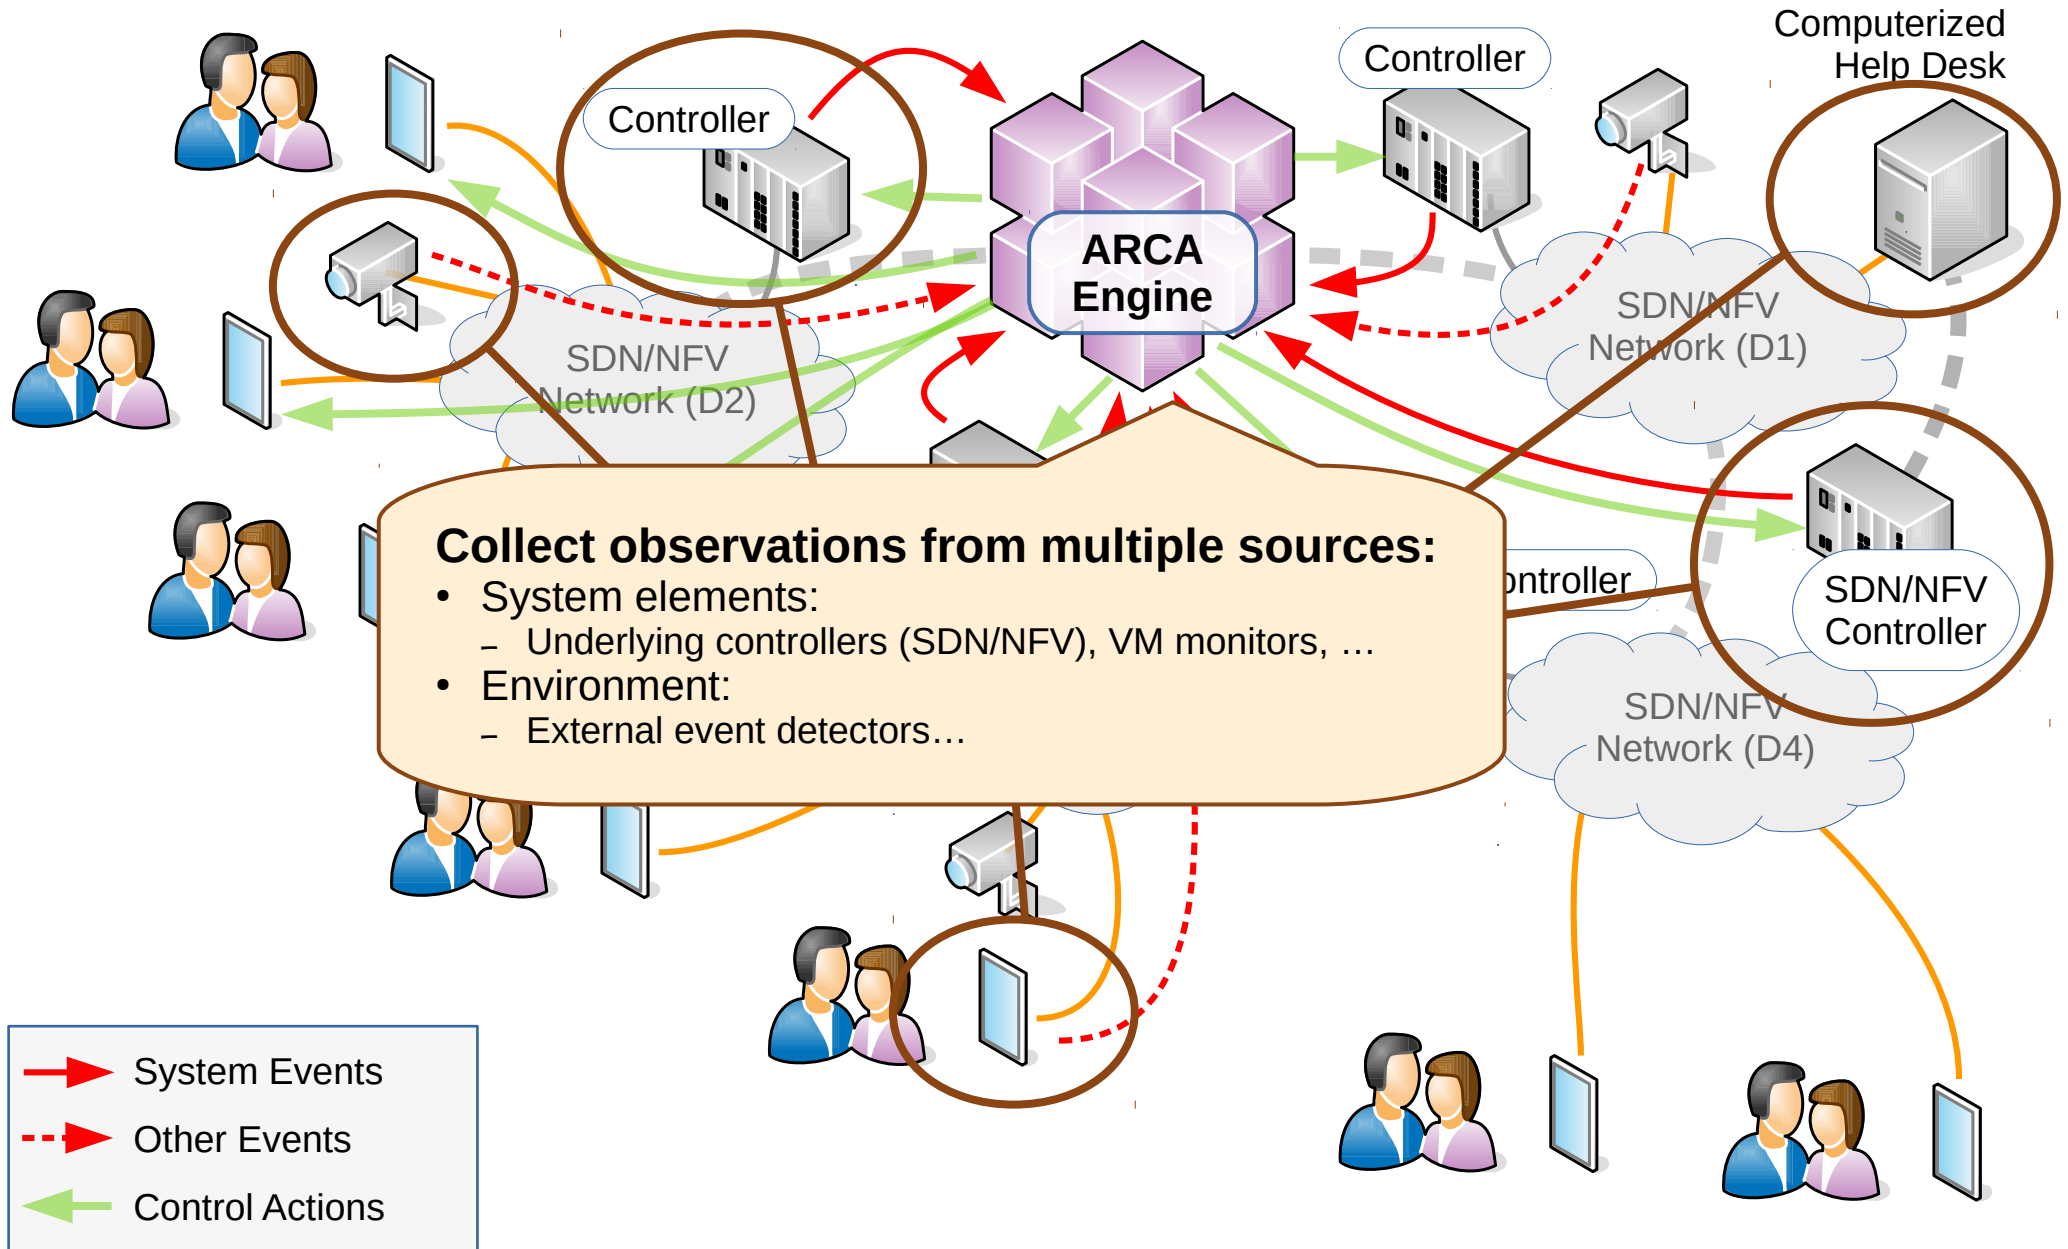 Computerized
Help Desk
Controller
Controller
ARCA
Engine
SDN/NFV
Network (D1)
SDN/NFV
Network (D2)
Collect observations from multiple sources:
• System elements:
– Underlying controllers (SDN/NFV), VM monitors, …
• Environment:
– External event detectors…
ontroller
SDN/NFV
Controller
SDN/NFV
Network (D4)
System Events
Other Events
Control Actions